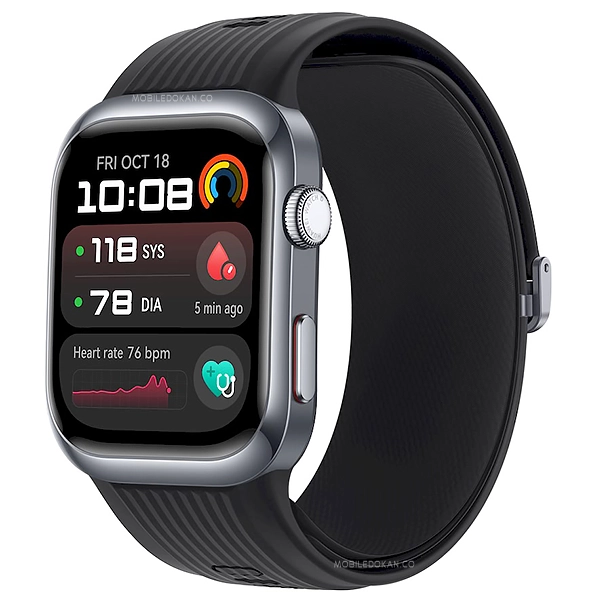 MOBILEDOKAN.CO
FRI OCT 18
10:08
118 SYS
78 DIA
5 min ago
Heart rate 76 bpm
MOBILEDOKAN.CO